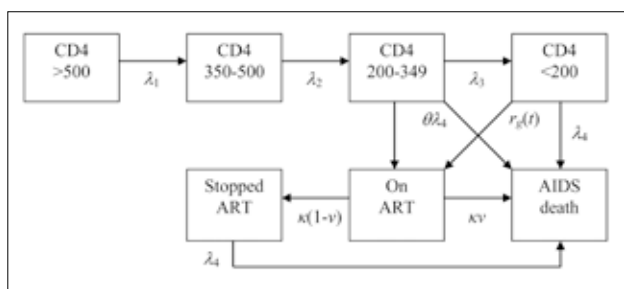 CD4
>500
λ1
CD4
350-500
λ2
CD4
200-349
λ3
CD4
<200
θλ4
rg(t)
λ4
Stopped
ART
κ(1-ν)
On
ART
κν
AIDS
death
λ4